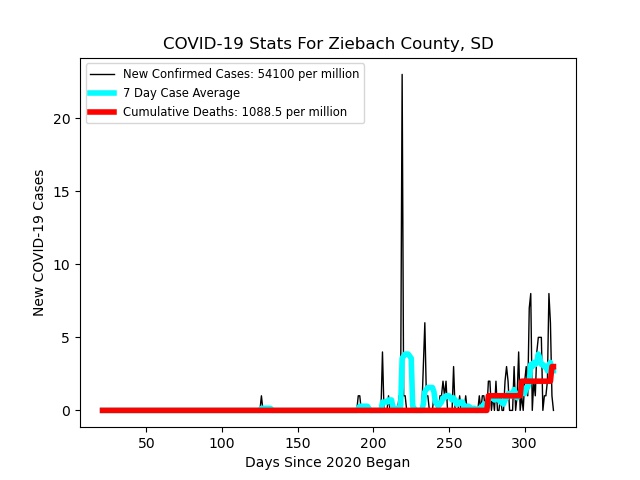 COVID-19 Stats For Ziebach County, SD
New Confirmed Cases: 54100 per million
7 Day Case Average
Cumulative Deaths: 1088.5 per million
New COVID-19 Cases
20
15
10
5
0
50 100 150 200 250 300
Days Since 2020 Began